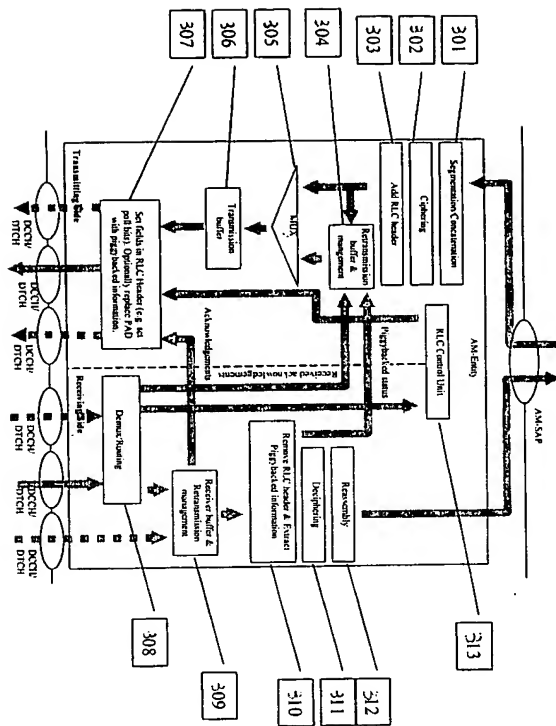 307
306
305
304
303
302
301
AM-SAP
AM-Entity
Segmentation/Concatenation
Ciphering
Add RLC header
Retransmission
buffer &
mangement
MUX
Transmission
buffer
Set fields in RLC Header (e.g. set
poll bits). Optionally replace PAD
with piggybacked information.
Transmitting Side
DCCH/
DTCH
DCCH/
DTCH
DCCH/
DTCH
RLC Control Unit
Piggybacked status
Received acknowledgements
Acknowledgements
Reassembly
Deciphering
Remove RLC header & Extract
Piggybacked information
Receiver buffer &
Retransmission
management
Demux/Routing
Receiving Side
DCCH/
DTCH
DCCH/
DTCH
DCCH/
DTCH
308
309
310
311
312
313